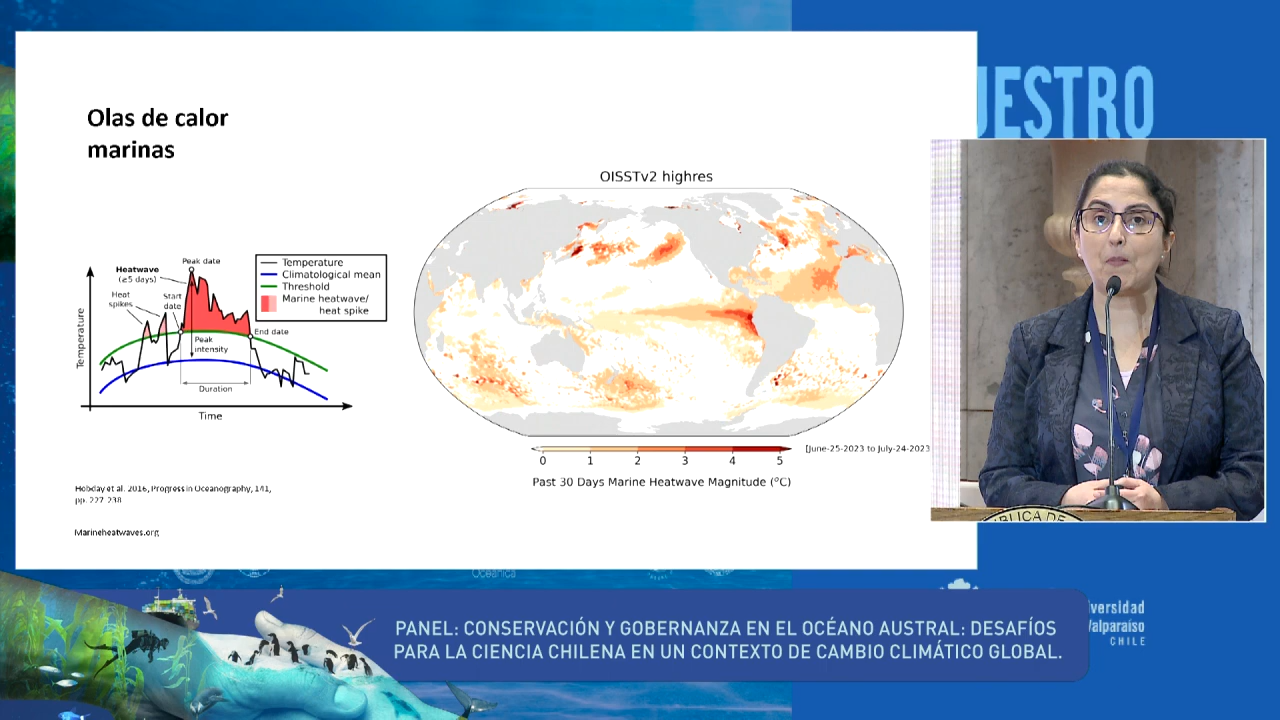 UESTRO
Olas de calor
marinas
OISSTv2 highres
Peak date
Heatwave
(≥5 days)
Heat
spikes
Start
date
Temperature
Climatological mean
Threshold
Marine heatwave/
heat spike
End date
Peak
intensity
Duration
Temperature
Time
0 1 2 3 4 5
[June-25-2023 to July-24-2023
Past 30 Days Marine Heatwave Magnitude (°C)
Hobday et al. 2016, Progress in Oceanography, 141,
pp. 227-238
Marineheatwaves.org
PÚBLICA DE
Oceánica
PANEL: CONSERVACIÓN Y GOBERNANZA EN EL OCÉANO AUSTRAL: DESAFÍOS
PARA LA CIENCIA CHILENA EN UN CONTEXTO DE CAMBIO CLIMÁTICO GLOBAL.
iversidad
Valparaíso
CHILE